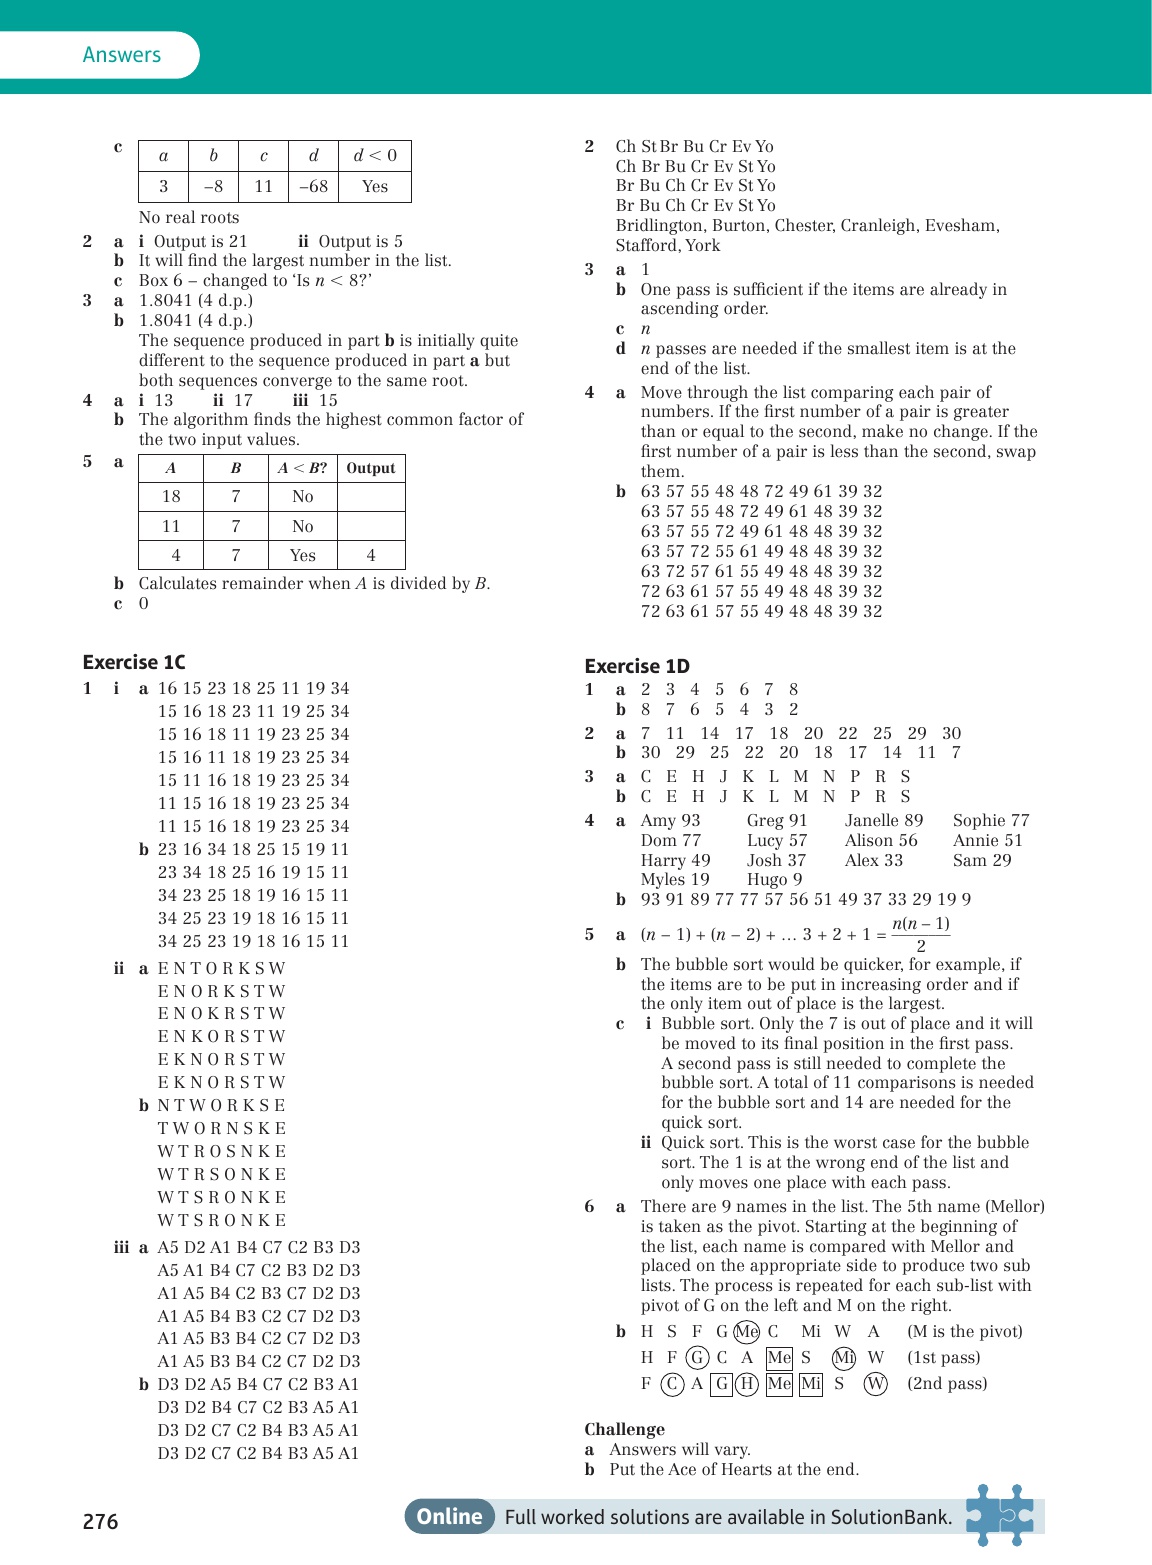 Answers
c
a b c d d < 0
3 –8 11 –68 Yes
No real roots
2 a i Output is 21 ii Output is 5
b It will find the largest number in the list.
c Box 6 – changed to ‘Is n < 8?’
3 a 1.8041 (4 d.p.)
b 1.8041 (4 d.p.)
The sequence produced in part b is initially quite
different to the sequence produced in part a but
both sequences converge to the same root.
4 a i 13 ii 17 iii 15
b The algorithm finds the highest common factor of
the two input values.
5 a
A B A < B? Output
18 7 No
11 7 No
4 7 Yes 4
b Calculates remainder when A is divided by B.
c 0
Exercise 1C
1 i a 16 15 23 18 25 11 19 34
15 16 18 23 11 19 25 34
15 16 18 11 19 23 25 34
15 16 11 18 19 23 25 34
15 11 16 18 19 23 25 34
11 15 16 18 19 23 25 34
11 15 16 18 19 23 25 34
b 23 16 34 18 25 15 19 11
23 34 18 25 16 19 15 11
34 23 25 18 19 16 15 11
34 25 23 19 18 16 15 11
34 25 23 19 18 16 15 11
ii a E N T O R K S W
E N O R K S T W
E N O K R S T W
E N K O R S T W
E K N O R S T W
E K N O R S T W
b N T W O R K S E
T W O R N S K E
W T R O S N K E
W T R S O N K E
W T S R O N K E
W T S R O N K E
iii a A5 D2 A1 B4 C7 C2 B3 D3
A5 A1 B4 C7 C2 B3 D2 D3
A1 A5 B4 C2 B3 C7 D2 D3
A1 A5 B4 B3 C2 C7 D2 D3
A1 A5 B3 B4 C2 C7 D2 D3
A1 A5 B3 B4 C2 C7 D2 D3
b D3 D2 A5 B4 C7 C2 B3 A1
D3 D2 B4 C7 C2 B3 A5 A1
D3 D2 C7 C2 B4 B3 A5 A1
D3 D2 C7 C2 B4 B3 A5 A1
2 Ch St Br Bu Cr Ev Yo
Ch Br Bu Cr Ev St Yo
Br Bu Ch Cr Ev St Yo
Br Bu Ch Cr Ev St Yo
Bridlington, Burton, Chester, Cranleigh, Evesham,
Stafford, York
3 a 1
b One pass is sufficient if the items are already in
ascending order.
c n
d n passes are needed if the smallest item is at the
end of the list.
4 a Move through the list comparing each pair of
numbers. If the first number of a pair is greater
than or equal to the second, make no change. If the
first number of a pair is less than the second, swap
them.
b 63 57 55 48 48 72 49 61 39 32
63 57 55 48 72 49 61 48 39 32
63 57 55 72 49 61 48 48 39 32
63 57 72 55 61 49 48 48 39 32
63 72 57 61 55 49 48 48 39 32
72 63 61 57 55 49 48 48 39 32
72 63 61 57 55 49 48 48 39 32
Exercise 1D
1 a 2 3 4 5 6 7 8
b 8 7 6 5 4 3 2
2 a 7 11 14 17 18 20 22 25 29 30
b 30 29 25 22 20 18 17 14 11 7
3 a C E H J K L M N P R S
b C E H J K L M N P R S
4 a Amy 93 Greg 91 Janelle 89 Sophie 77
Dom 77 Lucy 57 Alison 56 Annie 51
Harry 49 Josh 37 Alex 33 Sam 29
Myles 19 Hugo 9
b 93 91 89 77 77 57 56 51 49 37 33 29 19 9
5 a (n – 1) + (n – 2) + … 3 + 2 + 1 = n(n – 1)/2
b The bubble sort would be quicker, for example, if
the items are to be put in increasing order and if
the only item out of place is the largest.
c i Bubble sort. Only the 7 is out of place and it will
be moved to its final position in the first pass.
A second pass is still needed to complete the
bubble sort. A total of 11 comparisons is needed
for the bubble sort and 14 are needed for the
quick sort.
ii Quick sort. This is the worst case for the bubble
sort. The 1 is at the wrong end of the list and
only moves one place with each pass.
6 a There are 9 names in the list. The 5th name (Mellor)
is taken as the pivot. Starting at the beginning of
the list, each name is compared with Mellor and
placed on the appropriate side to produce two sub
lists. The process is repeated for each sub-list with
pivot of G on the left and M on the right.
b H S F G Me C Mi W A (M is the pivot)
H F G C A Me S Mi W (1st pass)
F C A G H Me Mi S W (2nd pass)
Challenge
a Answers will vary.
b Put the Ace of Hearts at the end.
276
Online Full worked solutions are available in SolutionBank.